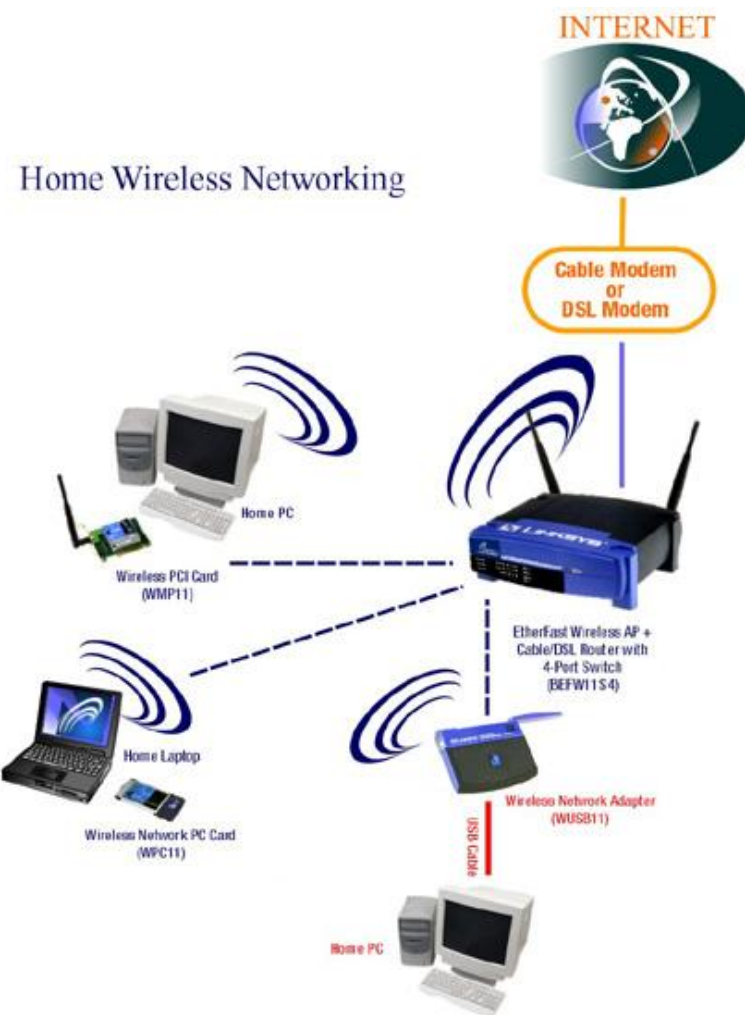 INTERNET
Home Wireless Networking
Cable Modem
or
DSL Modem
Home PC
Wireless PCI Card
(WMP11)
LINKSYS
EtherFast Wireless AP +
Cable/DSL Router with
4-Port Switch
(BEFW11S4)
Home Laptop
Wireless Network PC Card
(WPC11)
Wireless Network Adapter
(WUSB11)
USB Cable
Home PC